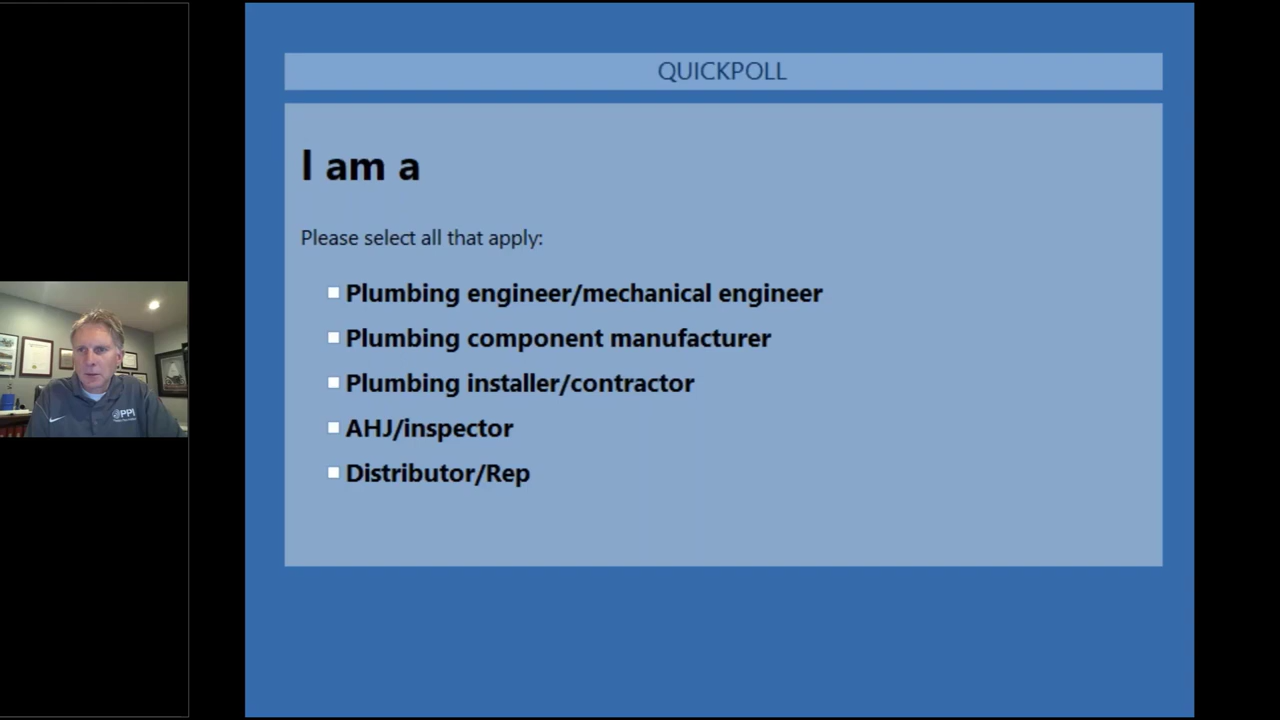 QUICKPOLL
I am a
Please select all that apply:
Plumbing engineer/mechanical engineer
Plumbing component manufacturer
Plumbing installer/contractor
AHJ/inspector
Distributor/Rep
PPI